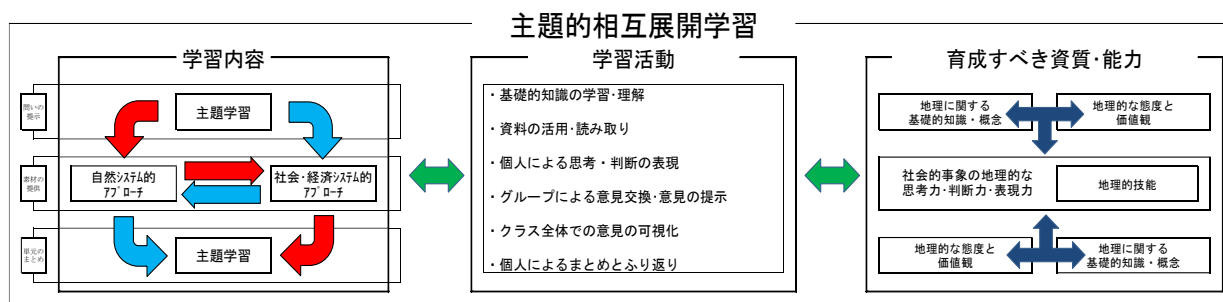 主題的相互展開学習
学習内容
問いの
提示
主題学習
素材の
提供
自然ｼｽﾃﾑ的
ｱﾌﾟﾛｰﾁ
社会・経済ｼｽﾃﾑ的
ｱﾌﾟﾛｰﾁ
単元の
まとめ
主題学習
学習活動
・基礎的知識の学習・理解
・資料の活用・読み取り
・個人による思考・判断の表現
・グループによる意見交換・意見の提示
・クラス全体での意見の可視化
・個人によるまとめとふり返り
育成すべき資質・能力
地理に関する
基礎的知識・概念
地理的な態度と
価値観
社会的事象の地理的な
思考力・判断力・表現力
地理的技能
地理的な態度と
価値観
地理に関する
基礎的知識・概念